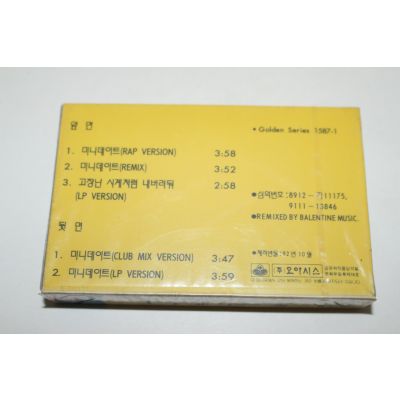 앞 면
1. 미니데이트(RAP VERSION) 3:58
2. 미니데이트(REMIX) 3:52
3. 고장난 시계처럼 내버려둬 2:58
(LP VERSION)
뒷 면
1. 미니데이트(CLUB MIX VERSION) 3:47
2. 미니데이트(LP VERSION) 3:59
• Golden Series 1587-1
•심의번호:8912-
9111-13846
•REMIXED BY BALENTINE MUSIC.
•제작년월:92년 10월
(주)오아시스